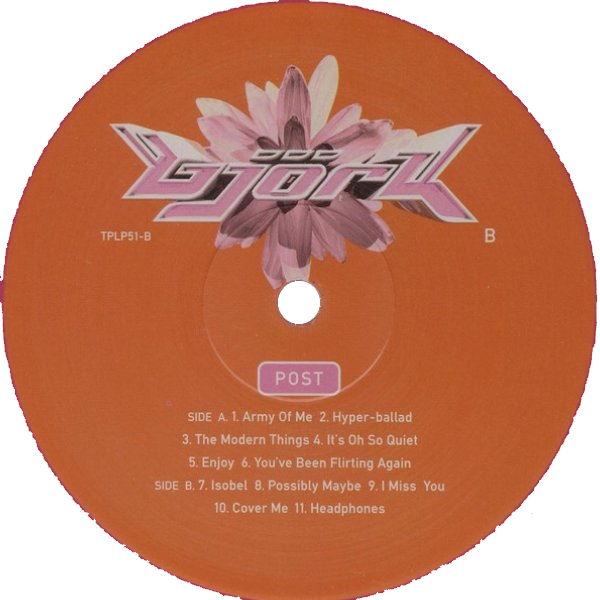 björk
TPLP51-B
B
POST
SIDE A. 1. Army Of Me 2. Hyper-ballad
3. The Modern Things 4. It's Oh So Quiet
5. Enjoy 6. You've Been Flirting Again
SIDE B. 7. Isobel 8. Possibly Maybe 9. I Miss You
10. Cover Me 11. Headphones